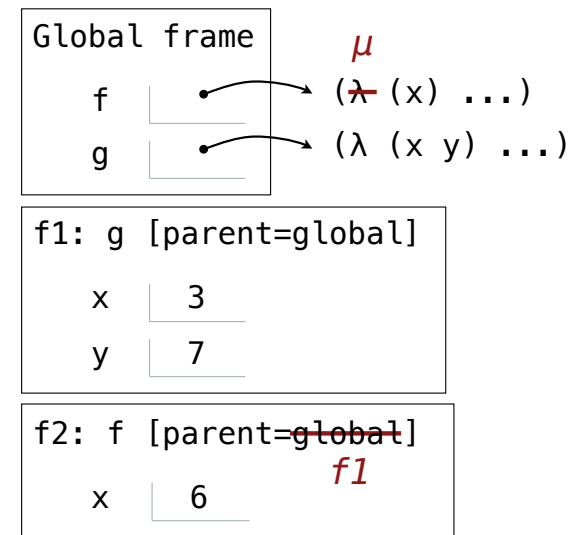 Global frame
μ
f (λ (x) ...)
g (λ (x y) ...)
f1: g [parent=global]
x 3
y 7
f2: f [parent=global]
f1
x 6